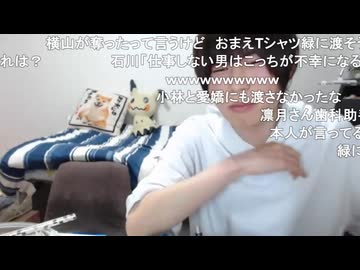 横山が奪ったって言うけど　おまえTシャツ緑に渡そ
れは？
石川「仕事しない男はこっちが不幸になる
wwwwwwwwwww
小林と愛嬌にも渡さなかったな
凛月さん歯科助
本人が言ってる
緑に